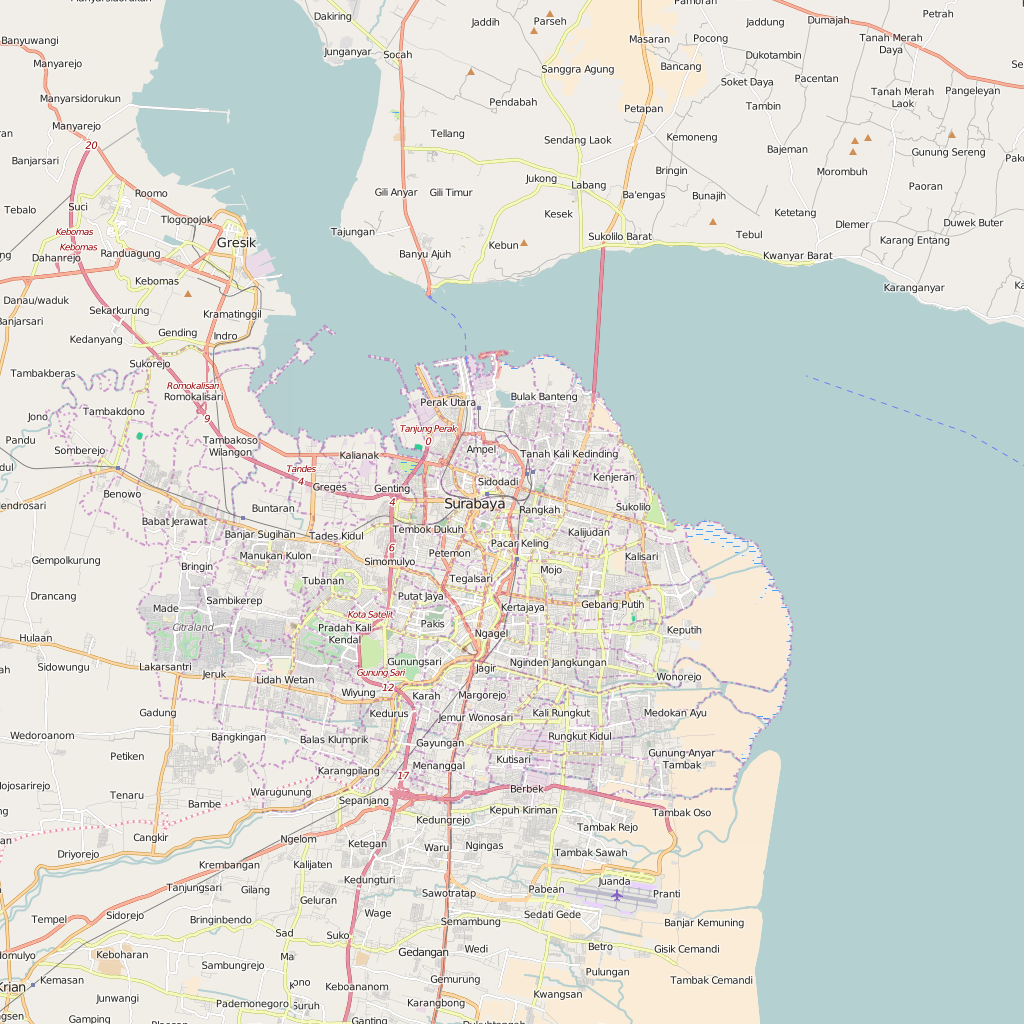 Manyarsidorukun
Dakiring
Jaddih
Parseh
Pamoran
Petrah
Banyuwangi
Junganyar
Socah
Masaran
Pocong
Jaddung
Dumajah
Tanah Merah
Daya
Manyarejo
Sanggra Agung
Bancang
Dukotambin
Soket Daya
Pacentan
Pangeleyan
Manyarsidorukun
Pendabah
Petapan
Tambin
Tanah Merah
Laok
Manyarejo
Tellang
Sendang Laok
Kemoneng
20
Banjarsari
Bajeman
Gunung Sereng
Jukong
Labang
Bringin
Morombuh
Roomo
Gili Anyar
Gili Timur
Ba'engas
Bunajih
Paoran
Tebalo
Suci
Tlogopojok
Kesek
Ketetang
Dlemer
Duwek Buter
Kebomas
Tajungan
Gresik
Kebun
Sukolilo Barat
Tebul
Karang Entang
Kebomas
Dahanrejo
Randuagung
Banyu Ajuh
Kwanyar Barat
Kebomas
Karanganyar
Danau/waduk
Sekarkurung
Kramatinggil
Banjarsari
Kedanyang
Gending
Indro
Sukorejo
Tambakberas
Romokalisan
Romokalisari
Jono
Tambakdono
9
Perak Utara
Bulak Banteng
Pandu
Tambakoso
Wilangon
Tanjung Perak
0
Somberejo
Kalianak
Ampel
Tanah Kali Kedinding
Tandes
4
Kenjeran
Benowo
Greges
Genting
Sidodadi
4
Surabaya
Rangkah
Sukolilo
Buntaran
Babat Jerawat
Banjar Sugihan
Tades Kidul
Tembok Dukuh
Kalijudan
6
Pacar Keling
Manukan Kulon
Simomulyo
Petemon
Kalisari
Bringin
Tubanan
Tegalsari
Mojo
Drancang
Made
Sambikerep
Putat Jaya
Kertajaya
Gebang Putih
Kota Satelit
Citraland
Pradah Kali
Kendal
Pakis
Ngagel
Keputih
Hulaan
Sidowungu
Lakarsantri
Jeruk
Gunungsari
Jagir
Nginden Jangkungan
Gunung Sari
12
Lidah Wetan
Wonorejo
Wiyung
Karah
Margorejo
Gadung
Kedurus
Jemur Wonosari
Kali Rungkut
Medokan Ayu
Wedoroanom
Bangkingan
Balas Klumprik
Gayungan
Rungkut Kidul
Petiken
Kutisari
Gunung Anyar
Tambak
Karangpilang
Menanggal
17
Tenaru
Warugunung
Berbek
Bambe
Sepanjang
Kepuh Kiriman
Tambak Oso
Cangkir
Kedungrejo
Tambak Rejo
Driyorejo
Ngelom
Ketegan
Waru
Ngingas
Tambak Sawah
Krembangan
Kalijaten
Kedungturi
Juanda
Tanjungsari
Gilang
Sawotratap
Pabean
Pranti
Geluran
Tempel
Sidorejo
Bringinbendo
Wage
Semambung
Sedati Gede
Banjar Kemuning
Sad
Suko
Keboharan
Ma
Gedangan
Wedi
Betro
Gisik Cemandi
Sambungrejo
Pulungan
Kemasan
Kono
Keboananom
Gemurung
Tambak Cemandi
Krian
Junwangi
Pademonegoro
Suruh
Karangbong
Kwangsan
Gamping
Ganting